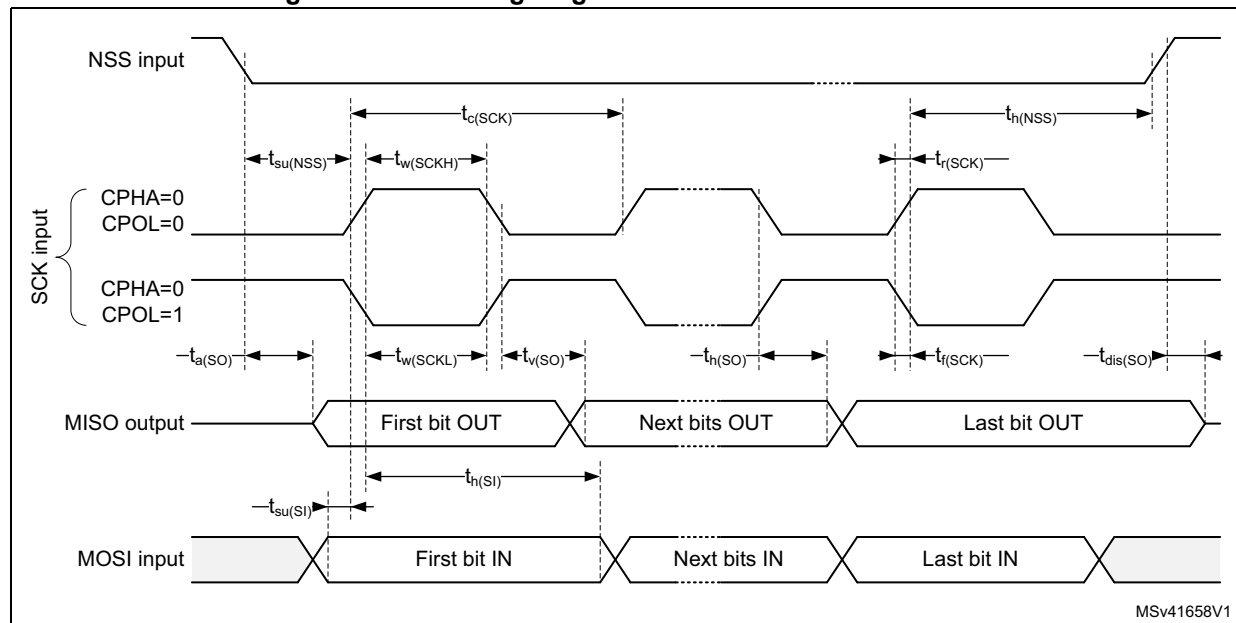 NSS input
tc(SCK)
th(NSS)
tsu(NSS)
tw(SCKH)
tr(SCK)
SCK input
CPHA=0
CPOL=0
CPHA=0
CPOL=1
ta(SO)
tw(SCKL)
tv(SO)
th(SO)
tf(SCK)
tdis(SO)
MISO output
First bit OUT
Next bits OUT
Last bit OUT
th(SI)
tsu(SI)
MOSI input
First bit IN
Next bits IN
Last bit IN
MSv41658V1